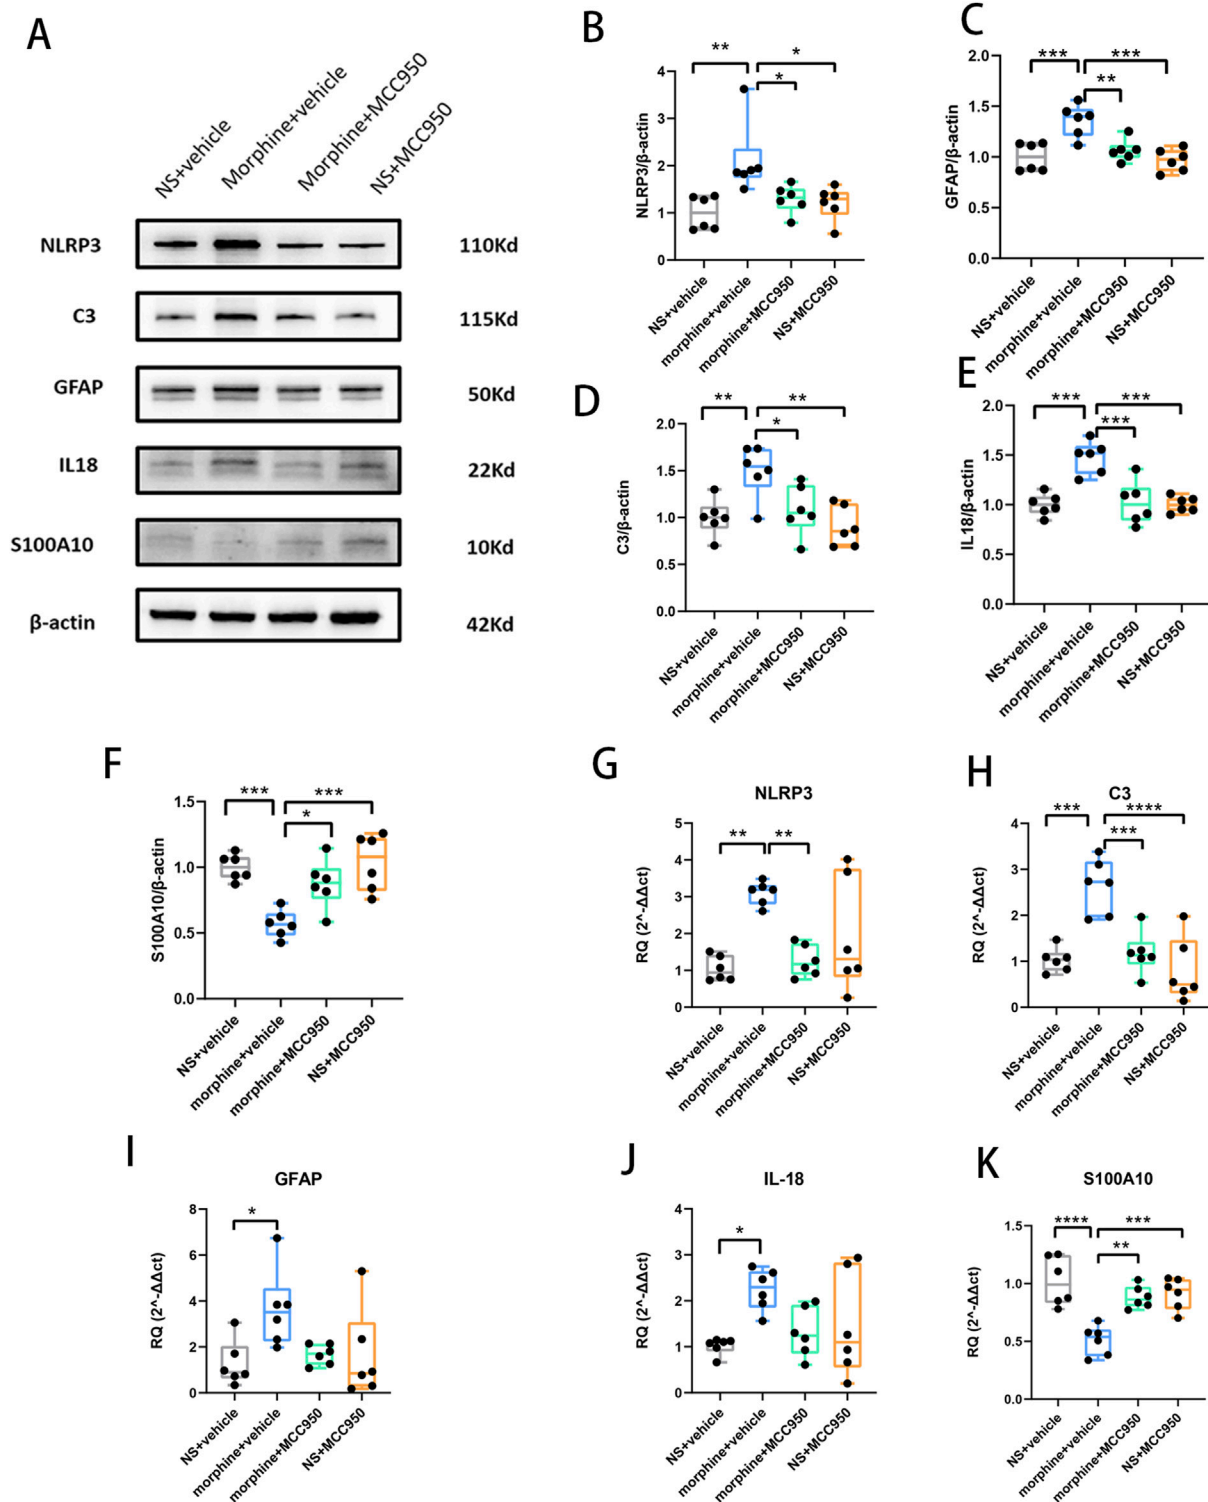 A
NS+vehicle
Morphine+vehicle
Morphine+MCC950
NS+MCC950
NLRP3
110Kd
C3
115Kd
GFAP
50Kd
IL18
22Kd
S100A10
10Kd
β-actin
42Kd
B
**
*
*
NLRP3/β-actin
4
3
2
1
0
NS+vehicle
morphine+vehicle
morphine+MCC950
NS+MCC950
C
***
***
**
GFAP/β-actin
2.0
1.5
1.0
0.5
0.0
NS+vehicle
morphine+vehicle
morphine+MCC950
NS+MCC950
D
**
**
*
C3/β-actin
2.0
1.5
1.0
0.5
0.0
NS+vehicle
morphine+vehicle
morphine+MCC950
NS+MCC950
E
***
***
***
IL18/β-actin
2.0
1.5
1.0
0.5
0.0
NS+vehicle
morphine+vehicle
morphine+MCC950
NS+MCC950
F
***
***
*
S100A10/β-actin
1.5
1.0
0.5
0.0
NS+vehicle
morphine+vehicle
morphine+MCC950
NS+MCC950
G
NLRP3
**
**
RQ (2^-ΔΔct)
5
4
3
2
1
0
NS+vehicle
morphine+vehicle
morphine+MCC950
NS+MCC950
H
C3
***
****
***
RQ (2^-ΔΔct)
4
3
2
1
0
NS+vehicle
morphine+vehicle
morphine+MCC950
NS+MCC950
I
GFAP
*
RQ (2^-ΔΔct)
8
6
4
2
0
NS+vehicle
morphine+vehicle
morphine+MCC950
NS+MCC950
J
IL-18
*
RQ (2^-ΔΔct)
4
3
2
1
0
NS+vehicle
morphine+vehicle
morphine+MCC950
NS+MCC950
K
S100A10
****
***
**
RQ (2^-ΔΔct)
1.5
1.0
0.5
0.0
NS+vehicle
morphine+vehicle
morphine+MCC950
NS+MCC950